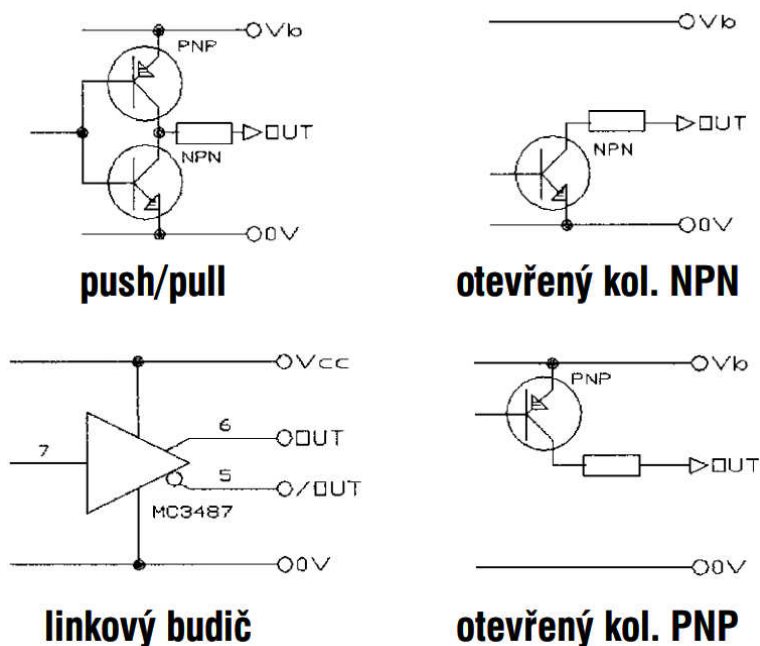 Vb
PNP
OUT
NPN
0V
push/pull
Vb
OUT
NPN
0V
otevřený kol. NPN
Vcc
6
OUT
7
5
/OUT
MC3487
0V
linkový budič
Vb
PNP
OUT
0V
otevřený kol. PNP